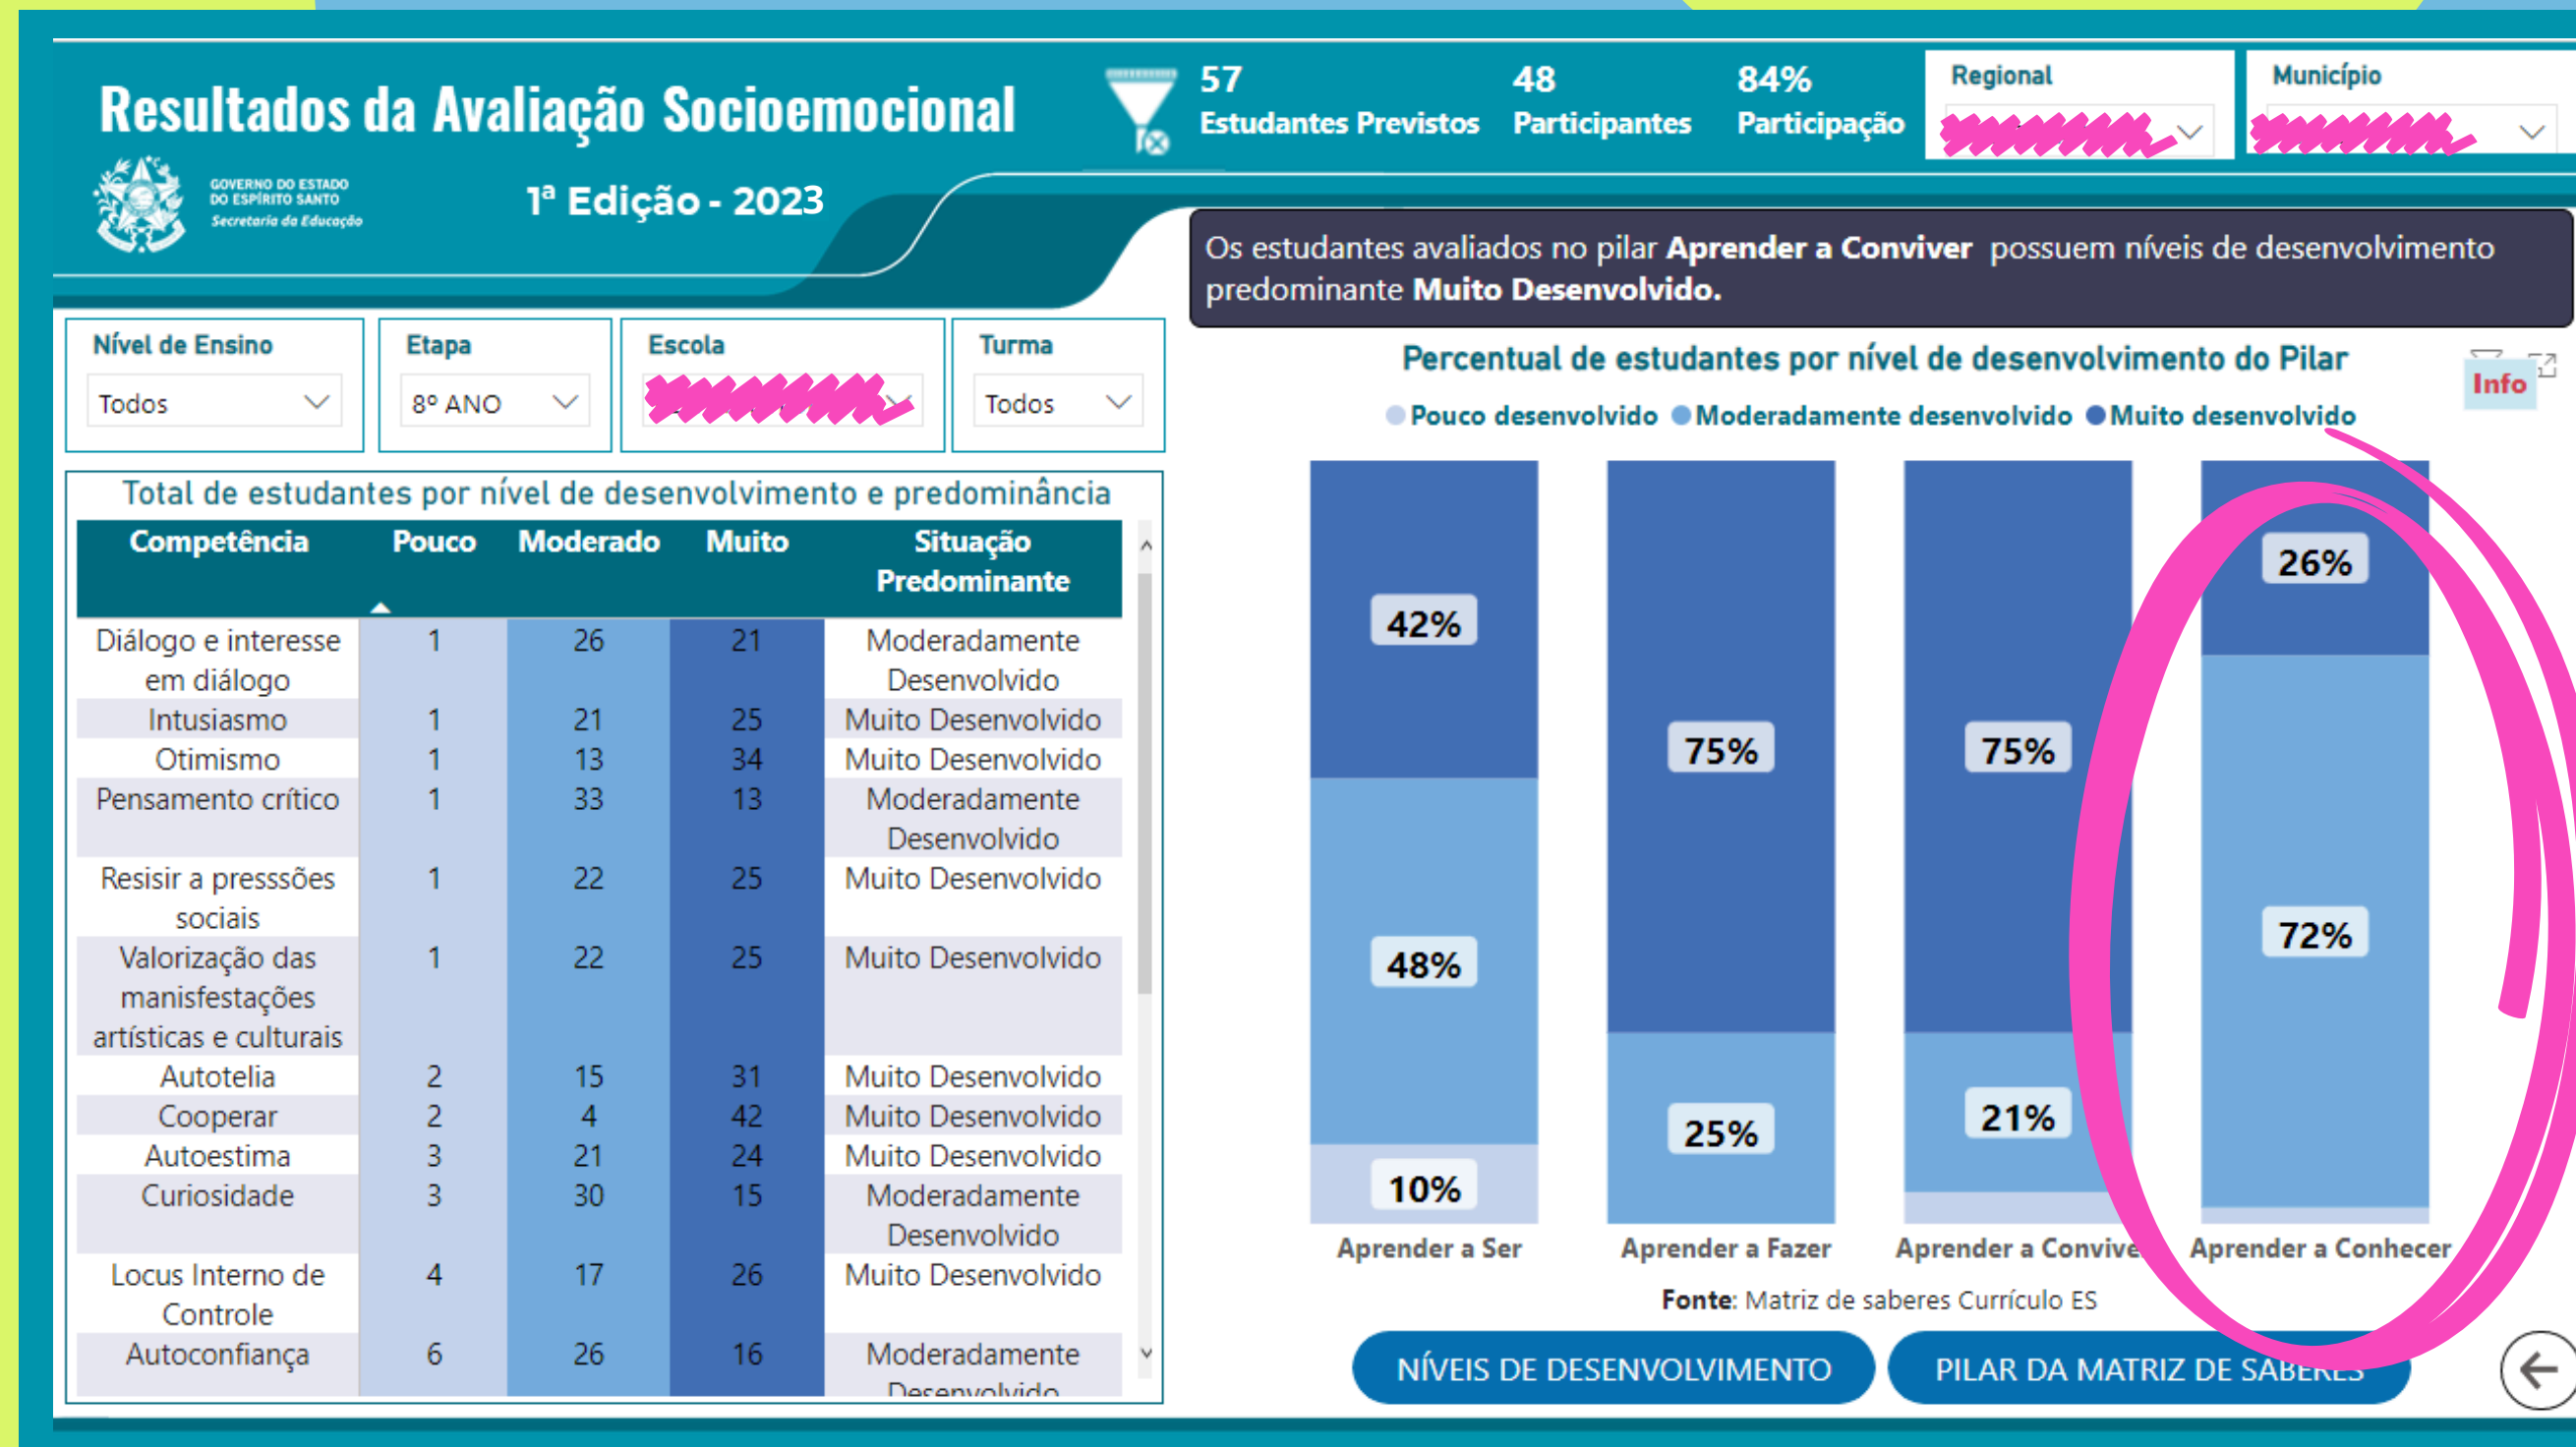 Resultados da Avaliação Socioemocional
GOVERNO DO ESTADO
DO ESPÍRITO SANTO
Secretaria da Educação
1ª Edição - 2023
57
Estudantes Previstos
48
Participantes
84%
Participação
Regional
Município
Os estudantes avaliados no pilar Aprender a Conviver possuem níveis de desenvolvimento
predominante Muito Desenvolvido.
Nível de Ensino
Todos
Etapa
8º ANO
Escola
Turma
Todos
Total de estudantes por nível de desenvolvimento e predominância
Competência Pouco Moderado Muito Situação
Predominante
Diálogo e interesse 1 26 21 Moderadamente
em diálogo Desenvolvido
Intusiasmo 1 21 25 Muito Desenvolvido
Otimismo 1 13 34 Muito Desenvolvido
Pensamento crítico 1 33 13 Moderadamente
Desenvolvido
Resisir a presssões 1 22 25 Muito Desenvolvido
sociais
Valorização das 1 22 25 Muito Desenvolvido
manisfestações
artísticas e culturais
Autotelia 2 15 31 Muito Desenvolvido
Cooperar 2 4 42 Muito Desenvolvido
Autoestima 3 21 24 Muito Desenvolvido
Curiosidade 3 30 15 Moderadamente
Desenvolvido
Locus Interno de 4 17 26 Muito Desenvolvido
Controle
Autoconfiança 6 26 16 Moderadamente
Desenvolvido
Percentual de estudantes por nível de desenvolvimento do Pilar
Info
Pouco desenvolvido Moderadamente desenvolvido Muito desenvolvido
42%
48%
10%
75%
25%
75%
21%
26%
72%
Aprender a Ser Aprender a Fazer Aprender a Convive Aprender a Conhecer
Fonte: Matriz de saberes Currículo ES
NÍVEIS DE DESENVOLVIMENTO
PILAR DA MATRIZ DE SABERES